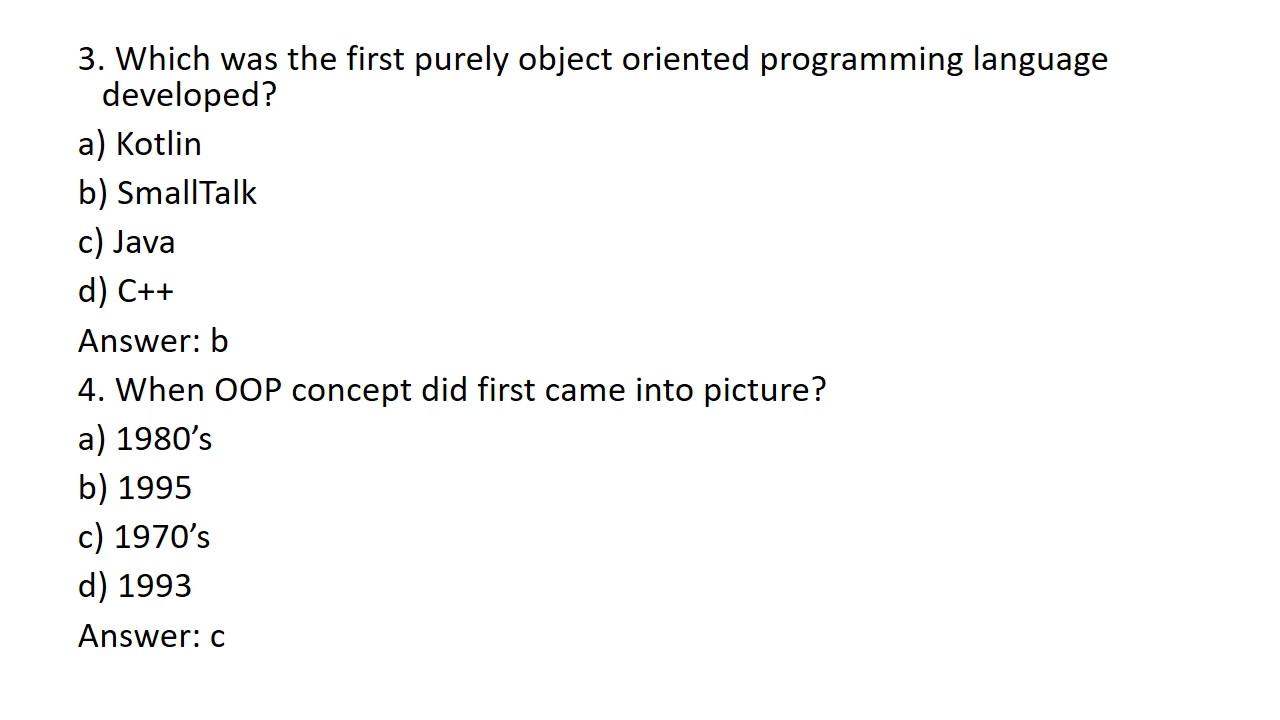 3. Which was the first purely object oriented programming language
developed?
a) Kotlin
b) SmallTalk
c) Java
d) C++
Answer: b
4. When OOP concept did first came into picture?
a) 1980’s
b) 1995
c) 1970’s
d) 1993
Answer: c